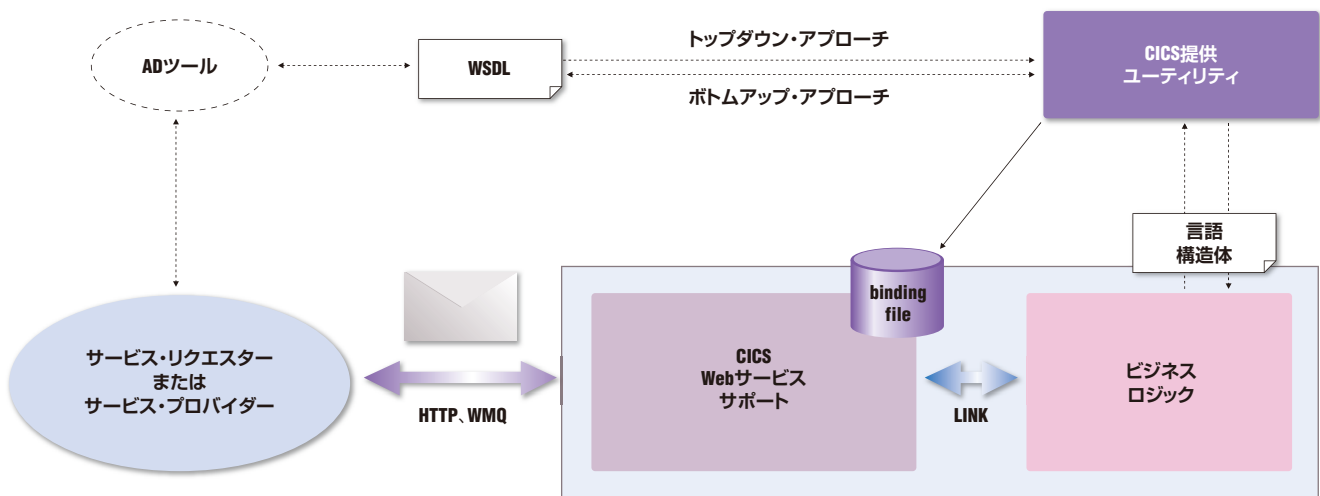 トップダウン・アプローチ
ADツール
WSDL
CICS提供
ユーティリティ
ボトムアップ・アプローチ
言語
構造体
binding
file
サービス・リクエスター
または
サービス・プロバイダー
CICS
Webサービス
サポート
ビジネス
ロジック
HTTP、WMQ
LINK